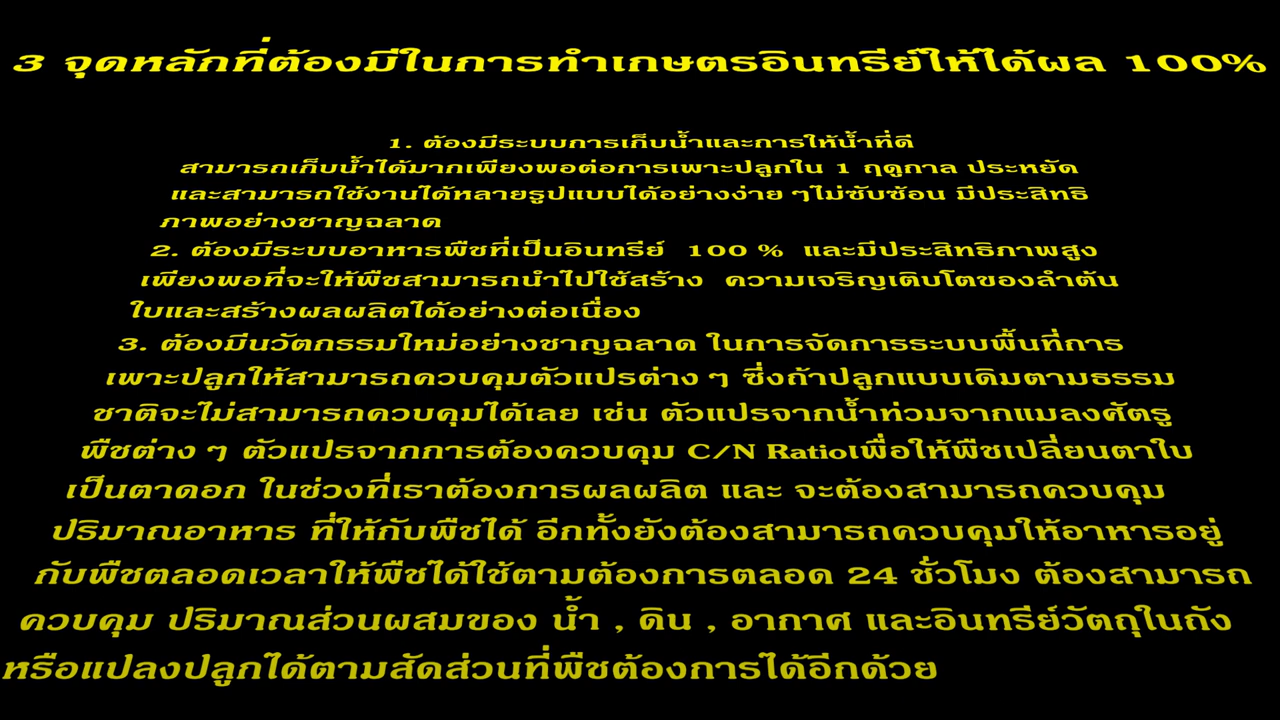 3 จุดหลักที่ต้องมีในการทำเกษตรอินทรีย์ให้ได้ผล 100%
1. ต้องมีระบบการเก็บน้ำและการให้น้ำที่ดี
สามารถเก็บน้ำได้มากเพียงพอต่อการเพาะปลูกใน 1 ฤดูกาล ประหยัด
และสามารถใช้งานได้หลายรูปแบบได้อย่างง่าย ๆไม่ซับซ้อน มีประสิทธิ
ภาพอย่างชาญฉลาด
2. ต้องมีระบบอาหารพืชที่เป็นอินทรีย์ 100 % และมีประสิทธิภาพสูง
เพียงพอที่จะให้พืชสามารถนำไปใช้สร้าง ความเจริญเติบโตของลำต้น
ใบและสร้างผลผลิตได้อย่างต่อเนื่อง
3. ต้องมีนวัตกรรมใหม่อย่างชาญฉลาด ในการจัดการระบบพื้นที่การ
เพาะปลูกให้สามารถควบคุมตัวแปรต่าง ๆ ซึ่งถ้าปลูกแบบเดิมตามธรรม
ชาติจะไม่สามารถควบคุมได้เลย เช่น ตัวแปรจากน้ำท่วมจากแมลงศัตรู
พืชต่าง ๆ ตัวแปรจากการต้องควบคุม C/N Ratioเพื่อให้พืชเปลี่ยนตาใบ
เป็นตาดอก ในช่วงที่เราต้องการผลผลิต และ จะต้องสามารถควบคุม
ปริมาณอาหาร ที่ให้กับพืชได้ อีกทั้งยังต้องสามารถควบคุมให้อาหารอยู่
กับพืชตลอดเวลาให้พืชได้ใช้ตามต้องการตลอด 24 ชั่วโมง ต้องสามารถ
ควบคุม ปริมาณส่วนผสมของ น้ำ , ดิน , อากาศ และอินทรีย์วัตถุในถัง
หรือแปลงปลูกได้ตามสัดส่วนที่พืชต้องการได้อีกด้วย